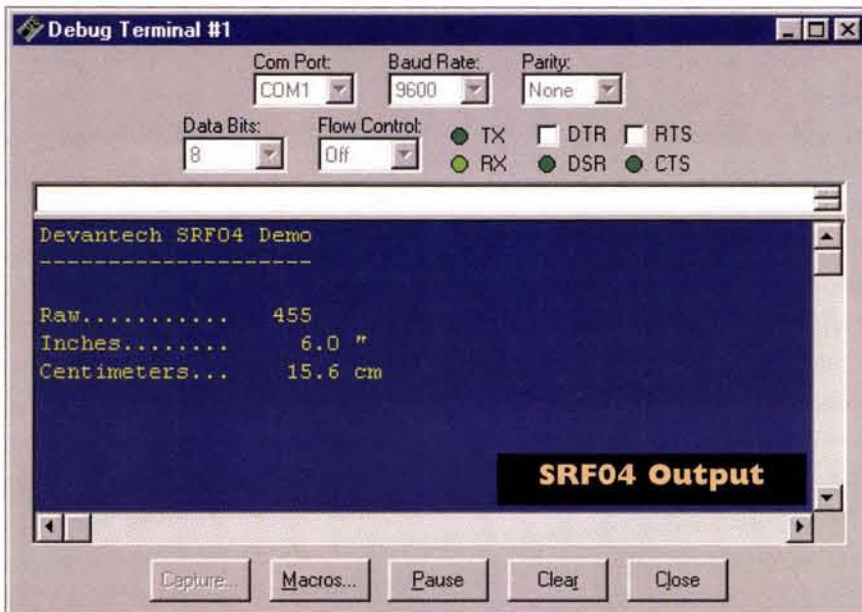 Debug Terminal #1
Com Port: Baud Rate: Parity:
COM1 9600 None
Data Bits: Flow Control:
8 Off
TX DTR RTS
RX DSR CTS
Devantech SRF04 Demo
--------------------
Raw........... 455
Inches........ 6.0 "
Centimeters... 15.6 cm
SRF04 Output
Capture... Macros... Pause Clear Close